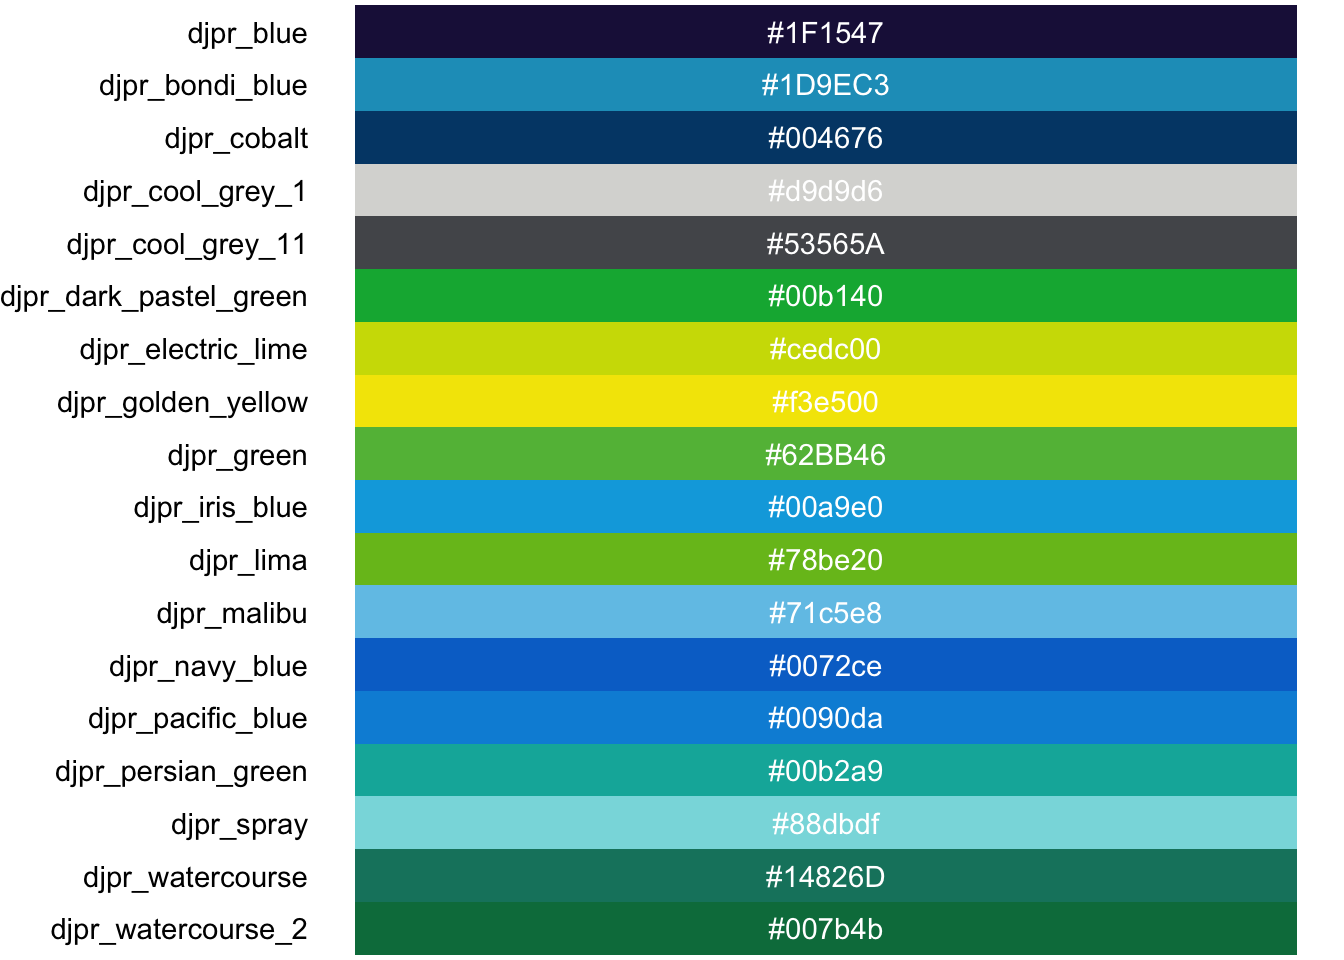 djpr_blue #1F1547
djpr_bondi_blue #1D9EC3
djpr_cobalt #004676
djpr_cool_grey_1 #d9d9d6
djpr_cool_grey_11 #53565A
djpr_dark_pastel_green #00b140
djpr_electric_lime #cedc00
djpr_golden_yellow #f3e500
djpr_green #62BB46
djpr_iris_blue #00a9e0
djpr_lima #78be20
djpr_malibu #71c5e8
djpr_navy_blue #0072ce
djpr_pacific_blue #0090da
djpr_persian_green #00b2a9
djpr_spray #88dbdf
djpr_watercourse #14826D
djpr_watercourse_2 #007b4b